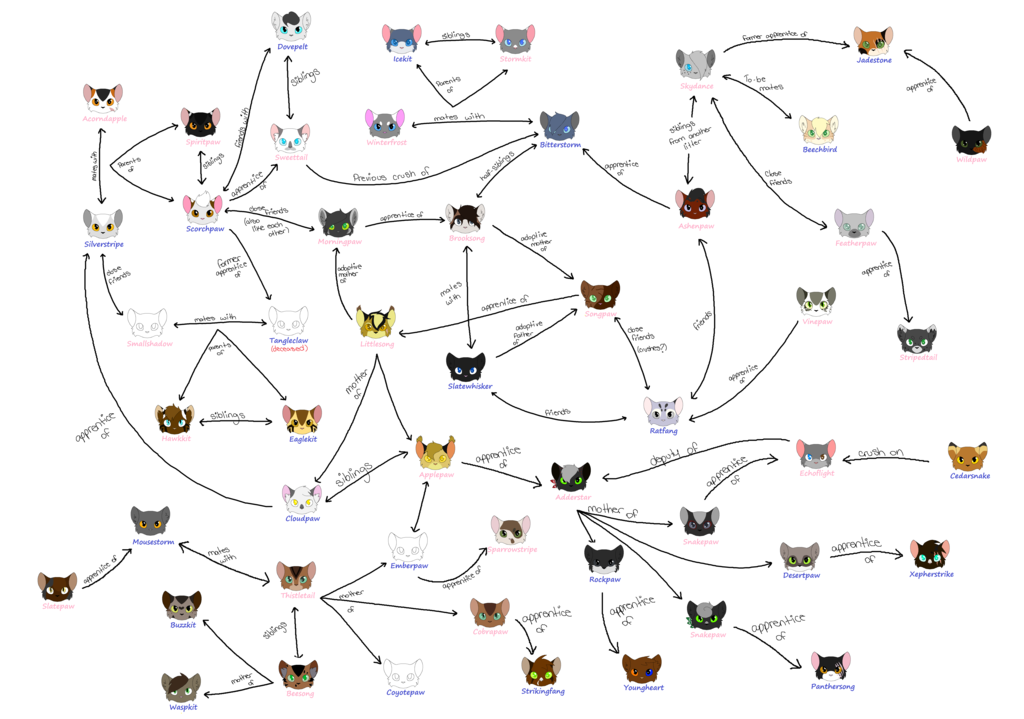 Dovepelt
Icekit
siblings
Stormkit
Former apprentice of
Jadestone
siblings
Parents
of
Skydance
To-be
mates
apprentice
of
Acorndapple
Spiritpaw
friends with
Sweettail
Winterfrost
mates with
Bitterstorm
siblings
from another
litter
Beechbird
Wildpaw
mates with
Parents
of
siblings
apprentice
of
Previous crush of
half-siblings
apprentice
of
Close
friends
Silverstripe
Scorchpaw
close
friends
(also
like each
other?)
Morningpaw
apprentice of
Brooksong
Ashenpaw
Featherpaw
close
friends
former
apprentice
of
adoptive
mother
of
mates
with
adoptive
mother
of
apprentice
of
Smallshadow
mates with
Tangleclaw
(deceased)
Littlesong
apprentice of
Songpaw
adoptive
father
of
Vinepaw
friends
close
friends
(crushes?)
Stripedtail
parents
of
mother
of
Slatewhisker
apprentice
of
Hawkkit
siblings
Eaglekit
friends
Ratfang
apprentice
of
siblings
Applepaw
apprentice
of
Adderstar
deputy of
apprentice
of
Echoflight
crush on
Cedarsnake
Cloudpaw
mother of
Snakepaw
Mousestorm
mates
with
Emberpaw
Sparrowstripe
apprentice of
Rockpaw
Desertpaw
apprentice
of
Xepherstrike
Slatepaw
apprentice of
Thistletail
mother
of
Buzzkit
siblings
Cobrapaw
apprentice
of
apprentice
of
Snakepaw
apprentice
of
Waspkit
mother
of
Beesong
Coyotepaw
Strikingfang
Youngheart
Panthersong